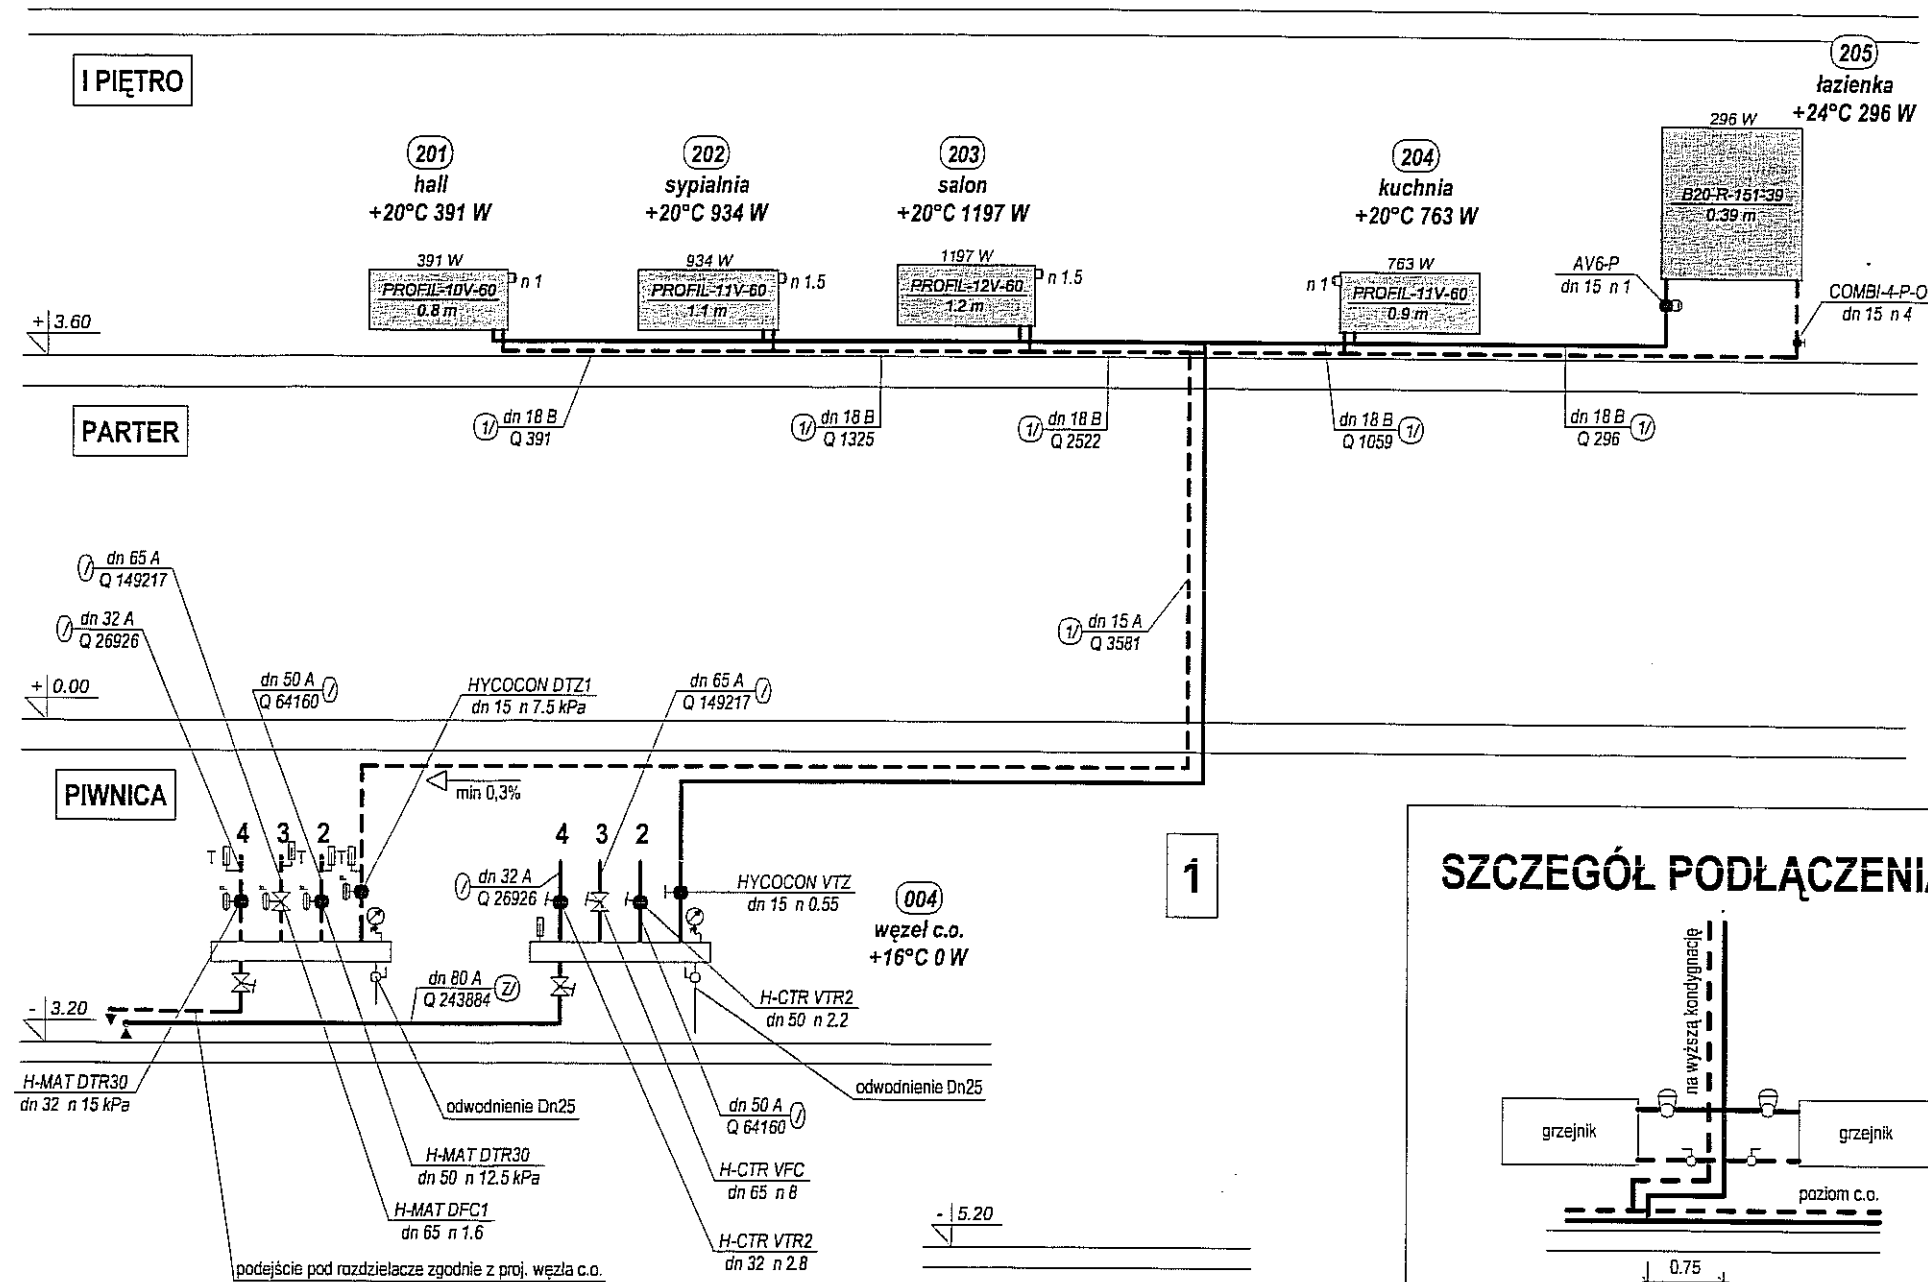 I PIĘTRO
201
hall
+20°C 391 W
202
sypialnia
+20°C 934 W
203
salon
+20°C 1197 W
204
kuchnia
+20°C 763 W
205
łazienka
+24°C 296 W
391 W
PROFIL-10V-60
0.8 m
n 1
934 W
PROFIL-11V-60
1.1 m
n 1.5
1197 W
PROFIL-12V-60
1.2 m
n 1.5
n 1
763 W
PROFIL-11V-60
0.9 m
AV6-P
dn 15 n 1
296 W
B20-R-151-39
0.39 m
COMBI-4-P-O
dn 15 n 4
+ 3.60
PARTER
1/ dn 18 B
Q 391
1/ dn 18 B
Q 1325
1/ dn 18 B
Q 2522
dn 18 B 1/
Q 1059
dn 18 B 1/
Q 296
/ dn 65 A
Q 149217
/ dn 32 A
Q 26926
1/ dn 15 A
Q 3581
+ 0.00
dn 50 A /
Q 64160
HYCOCON DTZ1
dn 15 n 7.5 kPa
dn 65 A /
Q 149217
PIWNICA
min 0,3%
4 3 2
T T T
4 3 2
/ dn 32 A
Q 26926
HYCOCON VTZ
dn 15 n 0.55
004
węzeł c.o.
+16°C 0 W
1
dn 80 A Z/
Q 243884
H-CTR VTR2
dn 50 n 2.2
- 3.20
H-MAT DTR30
dn 32 n 15 kPa
odwodnienie Dn25
odwodnienie Dn25
dn 50 A /
Q 64160
H-MAT DTR30
dn 50 n 12.5 kPa
H-CTR VFC
dn 65 n 8
H-MAT DFC1
dn 65 n 1.6
H-CTR VTR2
dn 32 n 2.8
podejście pod rozdzielacze zgodnie z proj. węzła c.o.
- 5.20
SZCZEGÓŁ PODŁĄCZENIA
na wyższą kondygnację
grzejnik
grzejnik
poziom c.o.
0.75